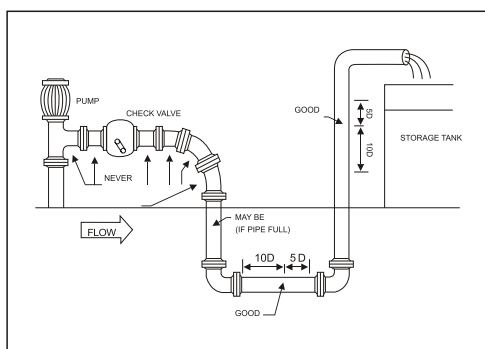 PUMP
CHECK VALVE
GOOD
5D
10D
STORAGE TANK
NEVER
FLOW
MAY BE
(IF PIPE FULL)
10D
5 D
GOOD